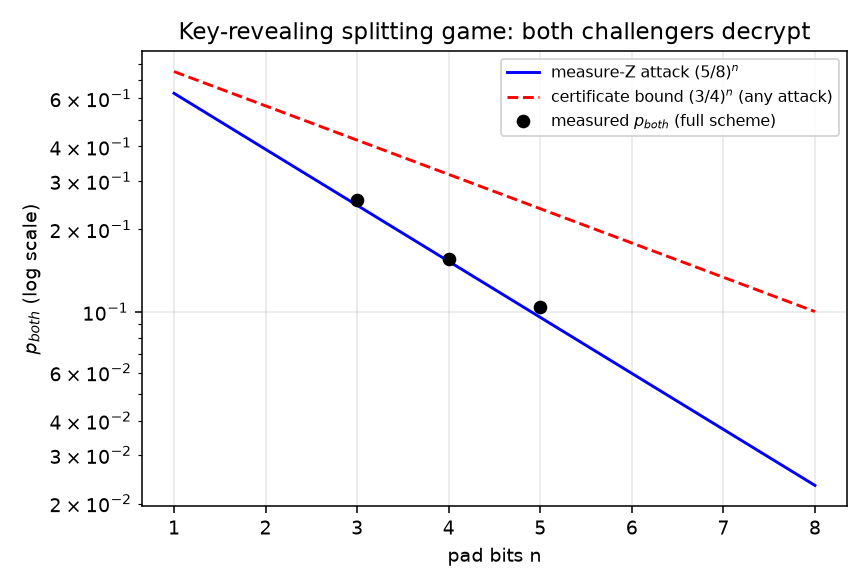 Key-revealing splitting game: both challengers decrypt
measure-Z attack (5/8)ⁿ
certificate bound (3/4)ⁿ (any attack)
measured p_both (full scheme)
p_both (log scale)
6 × 10⁻¹
4 × 10⁻¹
3 × 10⁻¹
2 × 10⁻¹
10⁻¹
6 × 10⁻²
4 × 10⁻²
3 × 10⁻²
2 × 10⁻²
1 2 3 4 5 6 7 8
pad bits n